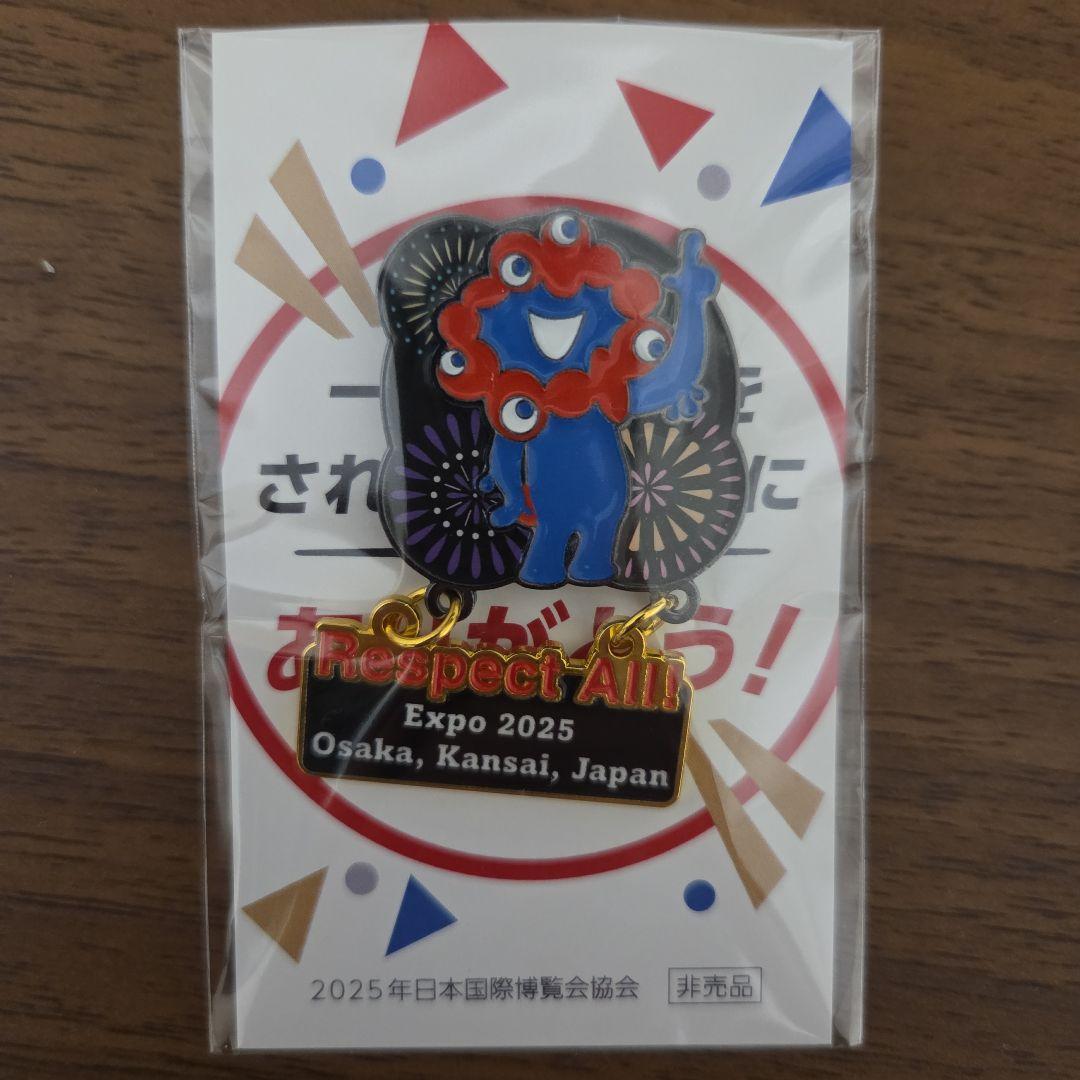 一
され
に
Respect All!
Expo 2025
Osaka, Kansai, Japan
2025年日本国際博覧会協会
非売品